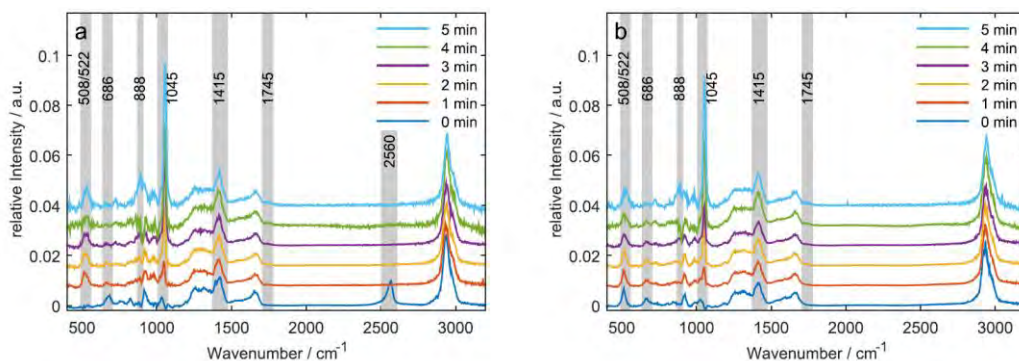 a
5 min
4 min
3 min
2 min
1 min
0 min
508/522
686
888
1045
1415
1745
2560
relative Intensity / a.u.
0.1
0.08
0.06
0.04
0.02
0
500
1000
1500
2000
2500
3000
Wavenumber / cm⁻¹
b
5 min
4 min
3 min
2 min
1 min
0 min
508/522
686
888
1045
1415
1745
relative Intensity / a.u.
0.1
0.08
0.06
0.04
0.02
0
500
1000
1500
2000
2500
3000
Wavenumber / cm⁻¹